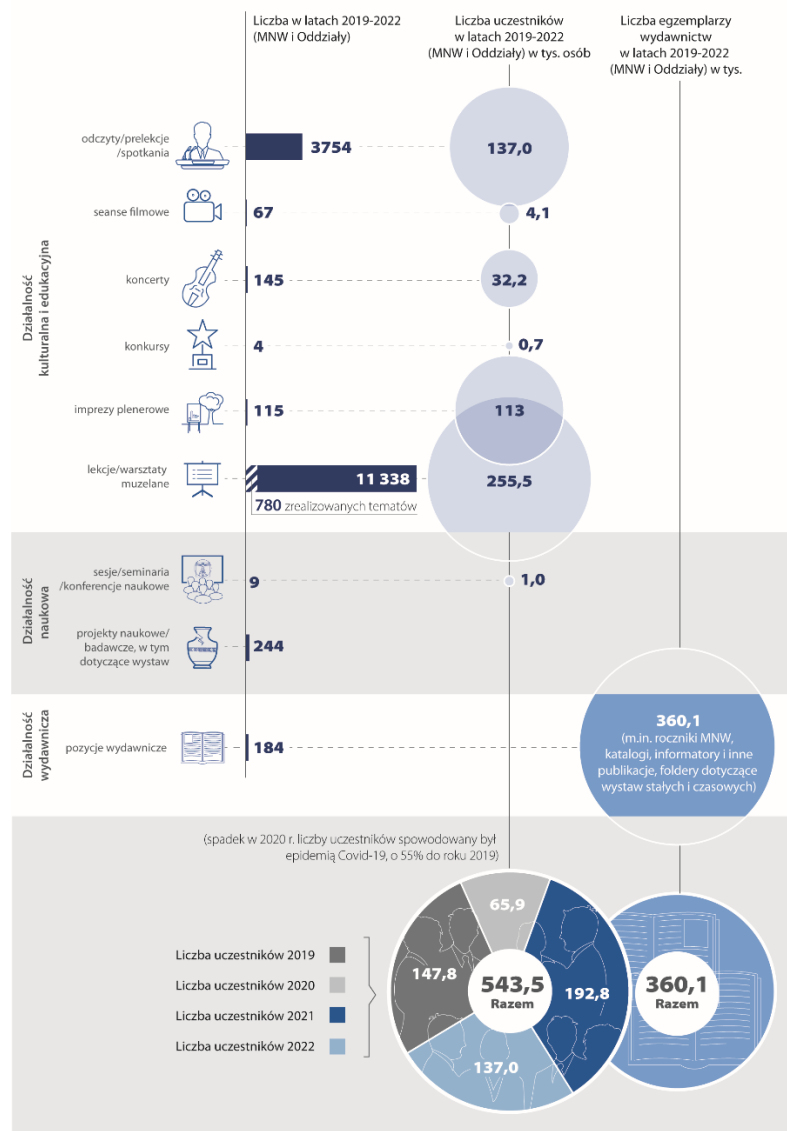 Liczba w latach 2019-2022
(MNW i Oddziały)
Liczba uczestników
w latach 2019-2022
(MNW i Oddziały) w tys. osób
Liczba egzemplarzy
wydawnictw
w latach 2019-2022
(MNW i Oddziały) w tys.
Działalność
kulturalna i edukacyjna
odczyty/prelekcje
/spotkania
3754
137,0
seanse filmowe
67
4,1
koncerty
145
32,2
konkursy
4
0,7
imprezy plenerowe
115
113
lekcje/warsztaty
muzelane
11 338
255,5
780 zrealizowanych tematów
Działalność
naukowa
sesje/seminaria
/konferencje naukowe
9
1,0
projekty naukowe/
badawcze, w tym
dotyczące wystaw
244
Działalność
wydawnicza
pozycje wydawnicze
184
360,1
(m.in. roczniki MNW,
katalogi, informatory i inne
publikacje, foldery dotyczące
wystaw stałych i czasowych)
(spadek w 2020 r. liczby uczestników spowodowany był
epidemią Covid-19, o 55% do roku 2019)
Liczba uczestników 2019
Liczba uczestników 2020
Liczba uczestników 2021
Liczba uczestników 2022
65,9
147,8
192,8
137,0
543,5
Razem
360,1
Razem